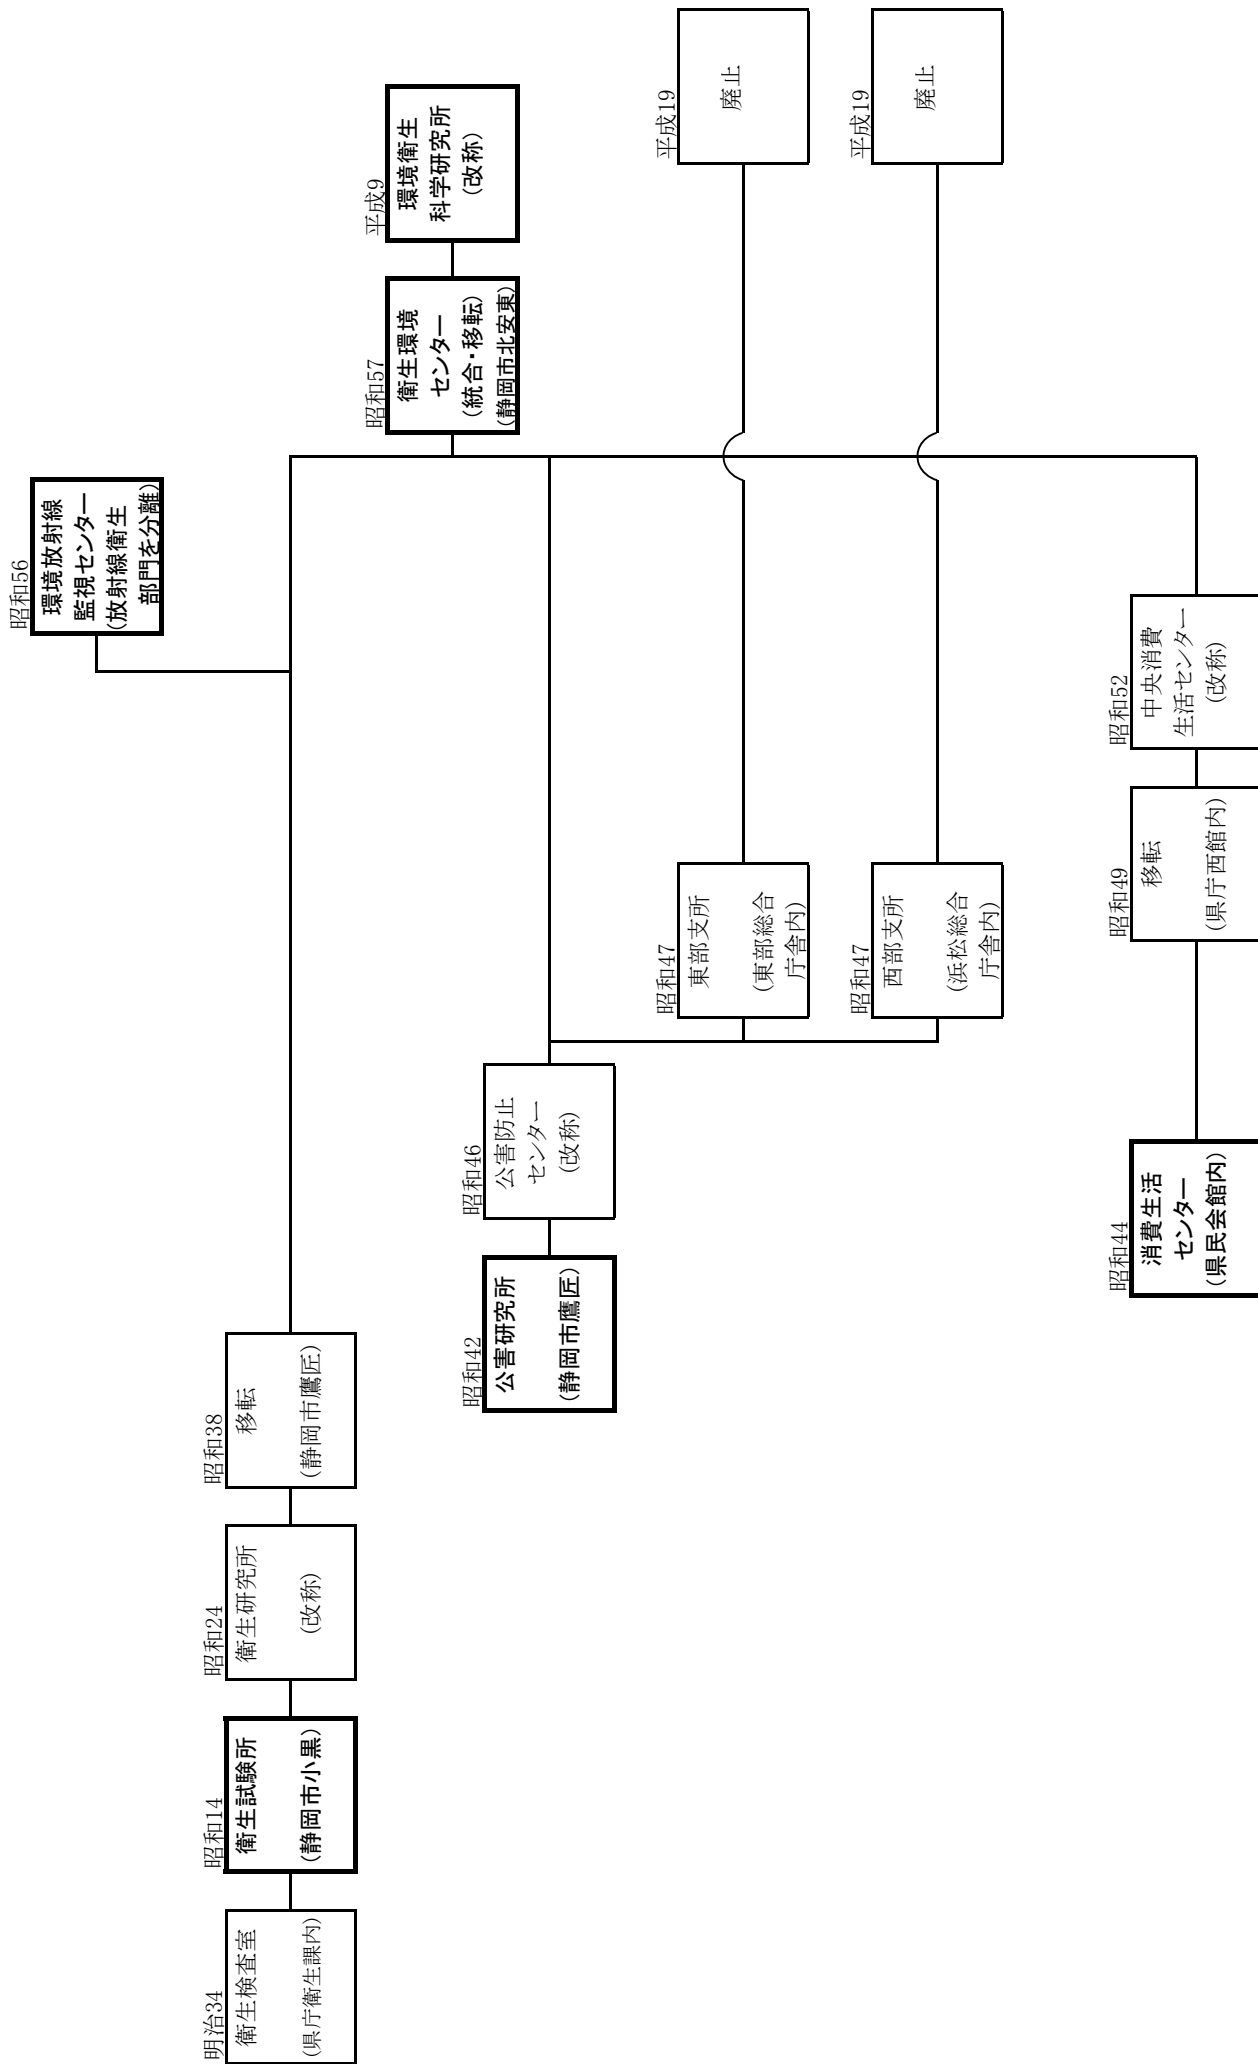 明治34
衛生検査室
(県庁衛生課内)
昭和14
衛生試験所
(静岡市小黒)
昭和24
衛生研究所
(改称)
昭和38
移転
(静岡市鷹匠)
昭和56
環境放射線
監視センター
(放射線衛生
部門を分離)
昭和42
公害研究所
(静岡市鷹匠)
昭和46
公害防止
センター
(改称)
昭和47
東部支所
(東部総合
庁舎内)
昭和47
西部支所
(浜松総合
庁舎内)
昭和44
消費生活
センター
(県民会館内)
昭和49
移転
(県庁西館内)
昭和52
中央消費
生活センター
(改称)
昭和57
衛生環境
センター
(統合・移転)
(静岡市北安東)
平成9
環境衛生
科学研究所
(改称)
平成19
廃止
平成19
廃止